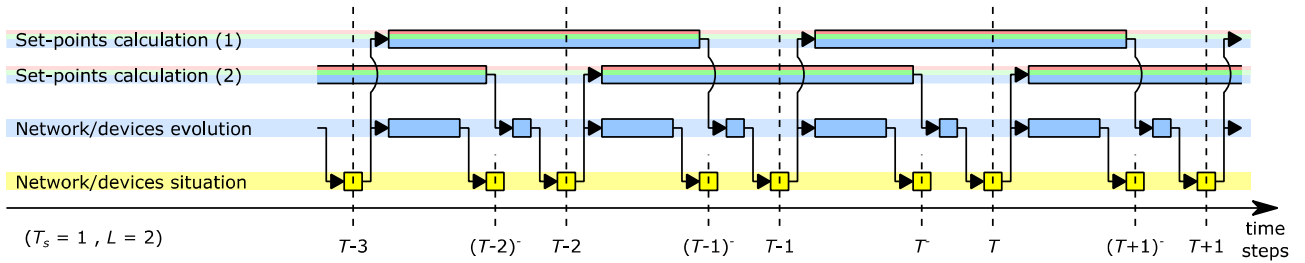 Set-points calculation (1)
Set-points calculation (2)
Network/devices evolution
Network/devices situation
(Ts = 1 , L = 2)
T-3
(T-2)-
T-2
(T-1)-
T-1
T-
T
(T+1)-
T+1
time
steps